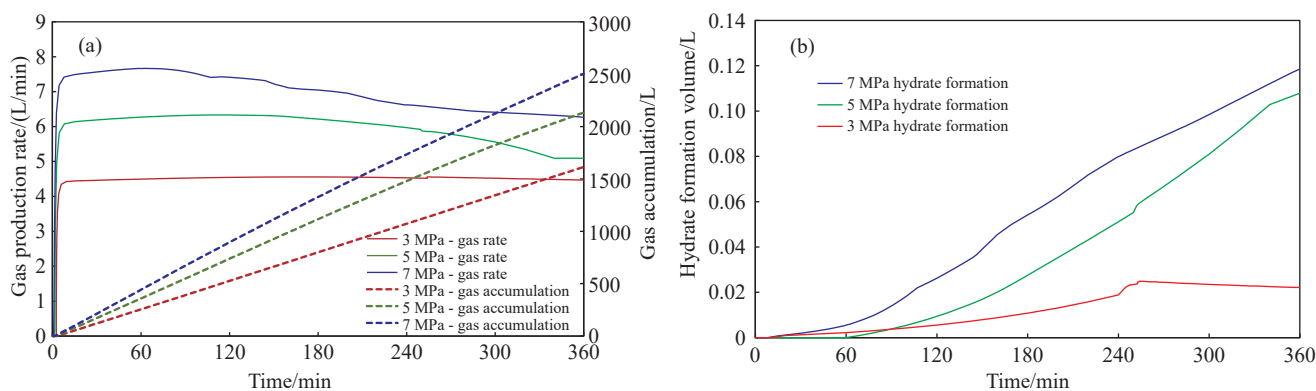 (a)
Gas production rate/(L/min)
9
8
7
6
5
4
3
2
1
0
3000
2500
2000
1500
1000
500
0
Gas accumulation/L
3 MPa - gas rate
5 MPa - gas rate
7 MPa - gas rate
3 MPa - gas accumulation
5 MPa - gas accumulation
7 MPa - gas accumulation
0 60 120 180 240 300 360
Time/min
(b)
Hydrate formation volume/L
0.12
0.10
0.08
0.06
0.04
0.02
0
7 MPa hydrate formation
5 MPa hydrate formation
3 MPa hydrate formation
0 60 120 180 240 300 360
Time/min